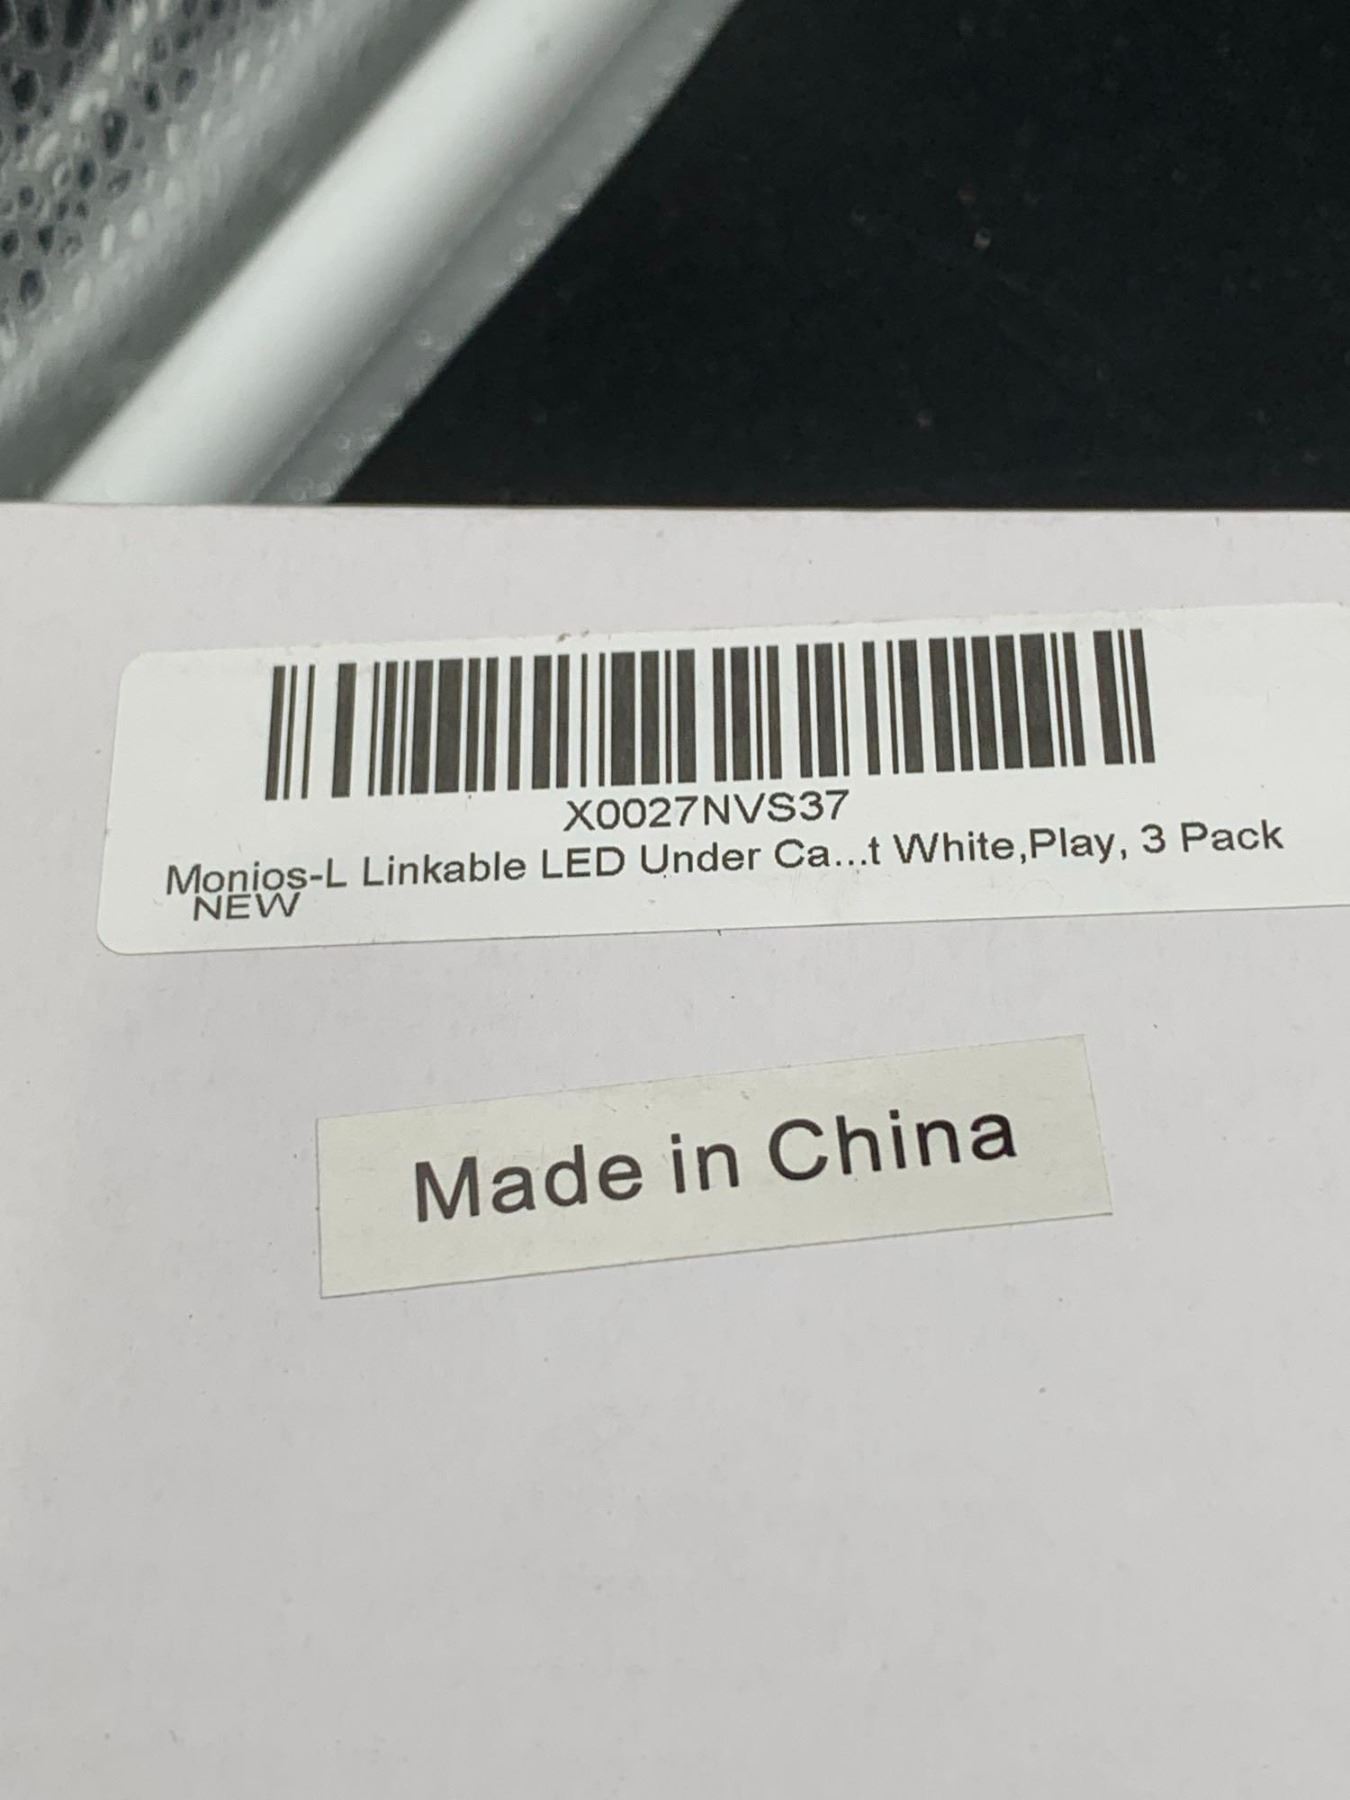 X0027NVS37
Monios-L Linkable LED Under Ca...t White,Play, 3 Pack
NEW
Made in China